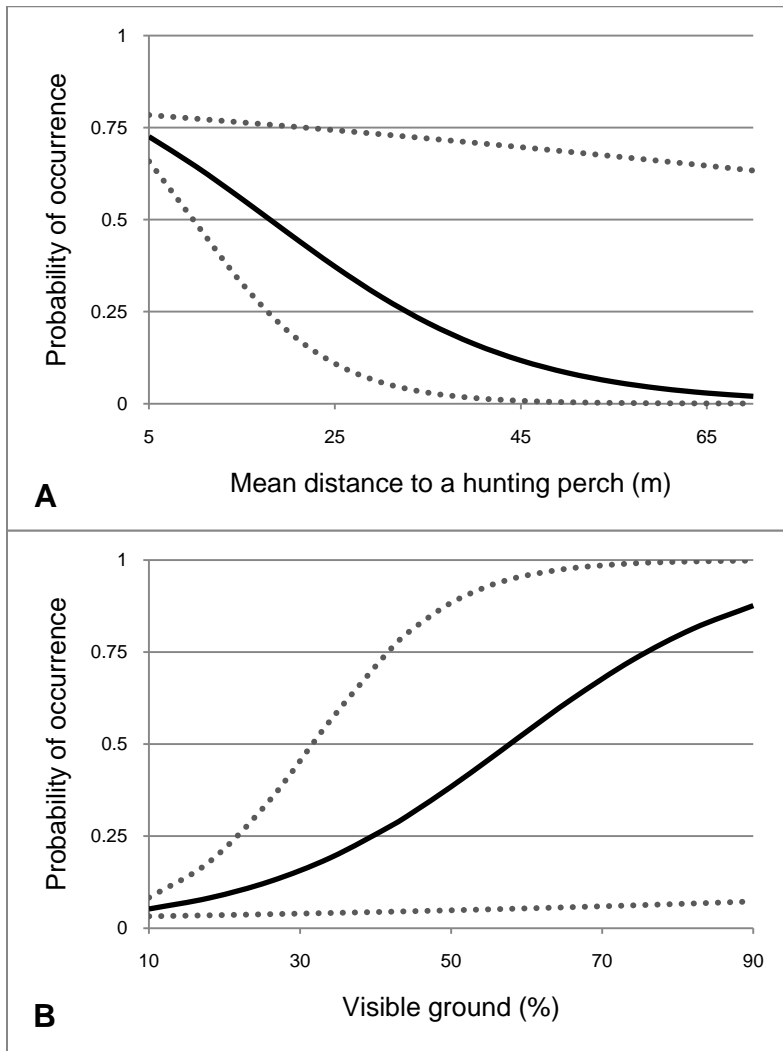 1
0.75
0.5
0.25
0
Probability of occurrence
5 25 45 65
Mean distance to a hunting perch (m)
A
1
0.75
0.5
0.25
0
Probability of occurrence
10 30 50 70 90
Visible ground (%)
B